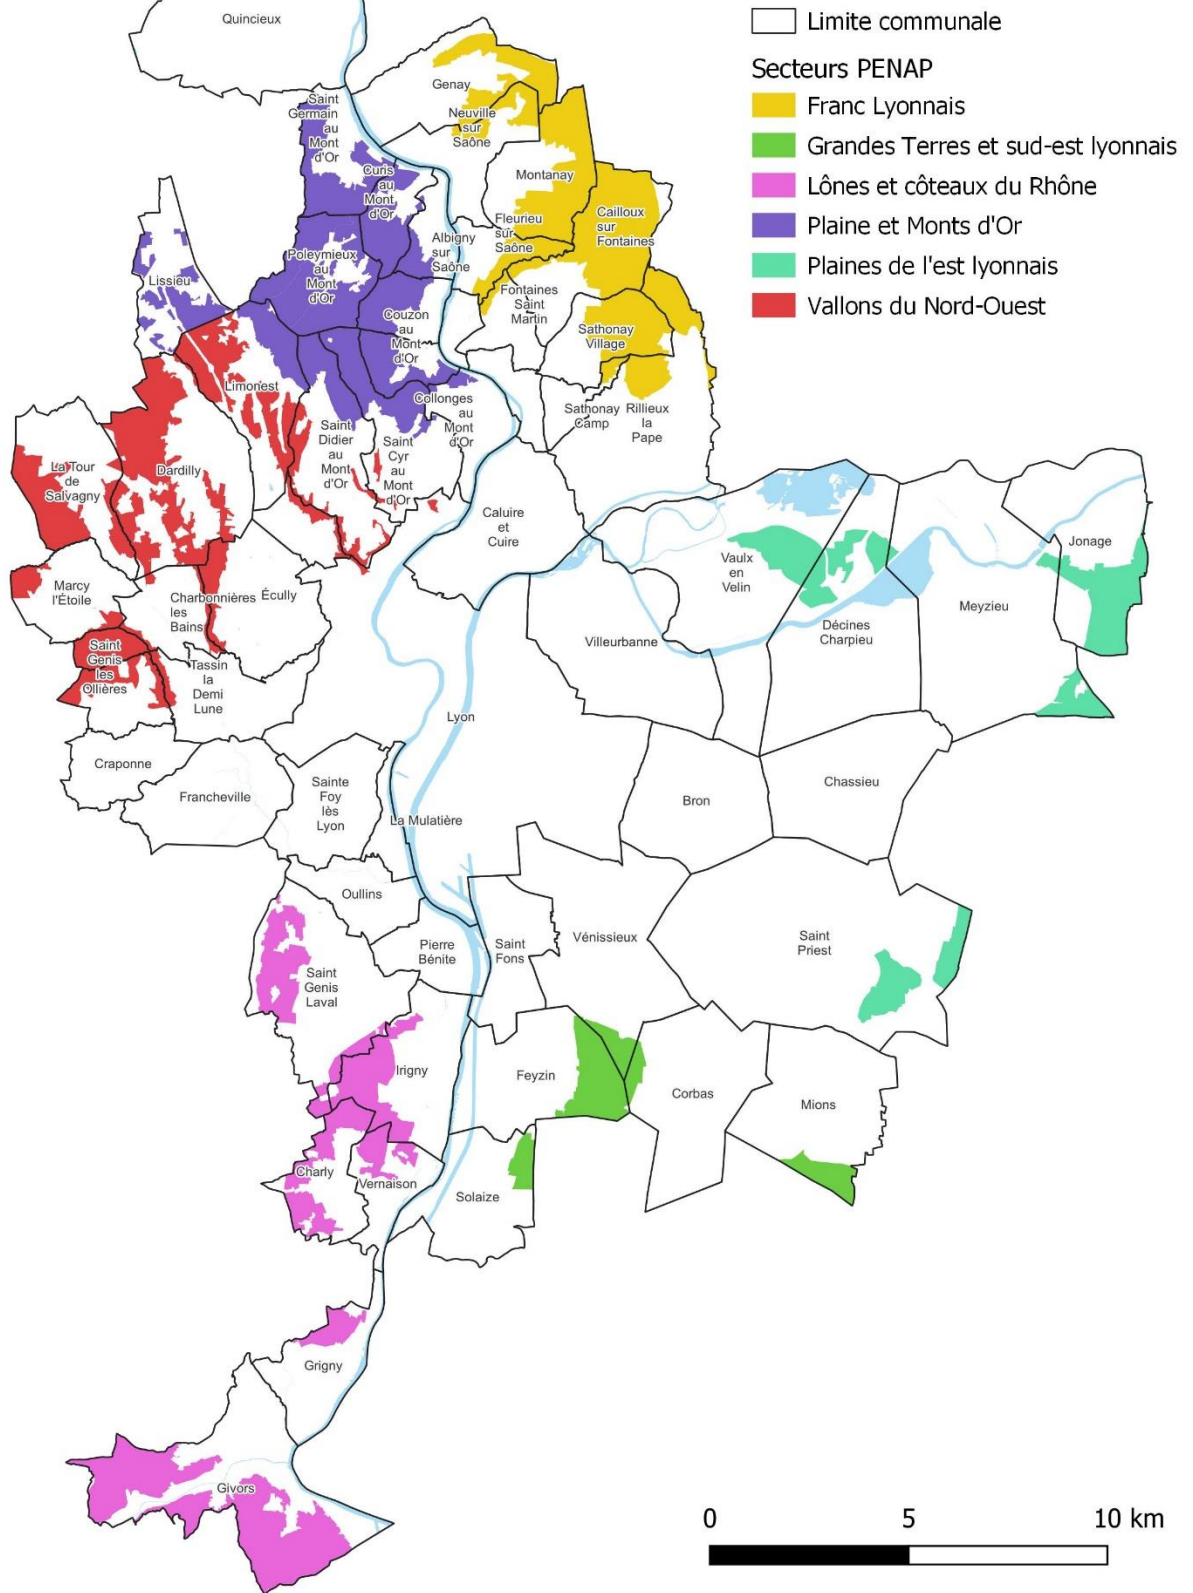 Quincieux
Limite communale
Secteurs PENAP
Franc Lyonnais
Grandes Terres et sud-est lyonnais
Lônes et côteaux du Rhône
Plaine et Monts d'Or
Plaines de l'est lyonnais
Vallons du Nord-Ouest
Genay
Saint
Germain
au
Mont
d'Or
Neuville
sur
Saône
Curis
au
Mont
d'Or
Montanay
Cailloux
sur
Fontaines
Fleurieu
sur
Saône
Albigny
sur
Saône
Poleymieux
au
Mont
d'Or
Lissieu
Fontaines
Saint
Martin
Couzon
au
Mont
d'Or
Sathonay
Village
Limonest
Collonges
au
Mont
d'Or
Sathonay
Camp
Rillieux
la
Pape
Saint
Didier
au
Mont
d'Or
Saint
Cyr
au
Mont
d'Or
La Tour
de
Salvagny
Dardilly
Caluire
et
Cuire
Vaulx
en
Velin
Jonage
Marcy
l'Étoile
Charbonnières
les
Bains
Écully
Meyzieu
Décines
Charpieu
Villeurbanne
Saint
Genis
les
Ollières
Tassin
la
Demi
Lune
Lyon
Craponne
Francheville
Sainte
Foy
lès
Lyon
La Mulatière
Bron
Chassieu
Oullins
Pierre
Bénite
Saint
Fons
Vénissieux
Saint
Priest
Saint
Genis
Laval
Irigny
Feyzin
Corbas
Mions
Charly
Vernaison
Solaize
Grigny
Givors
0 5 10 km